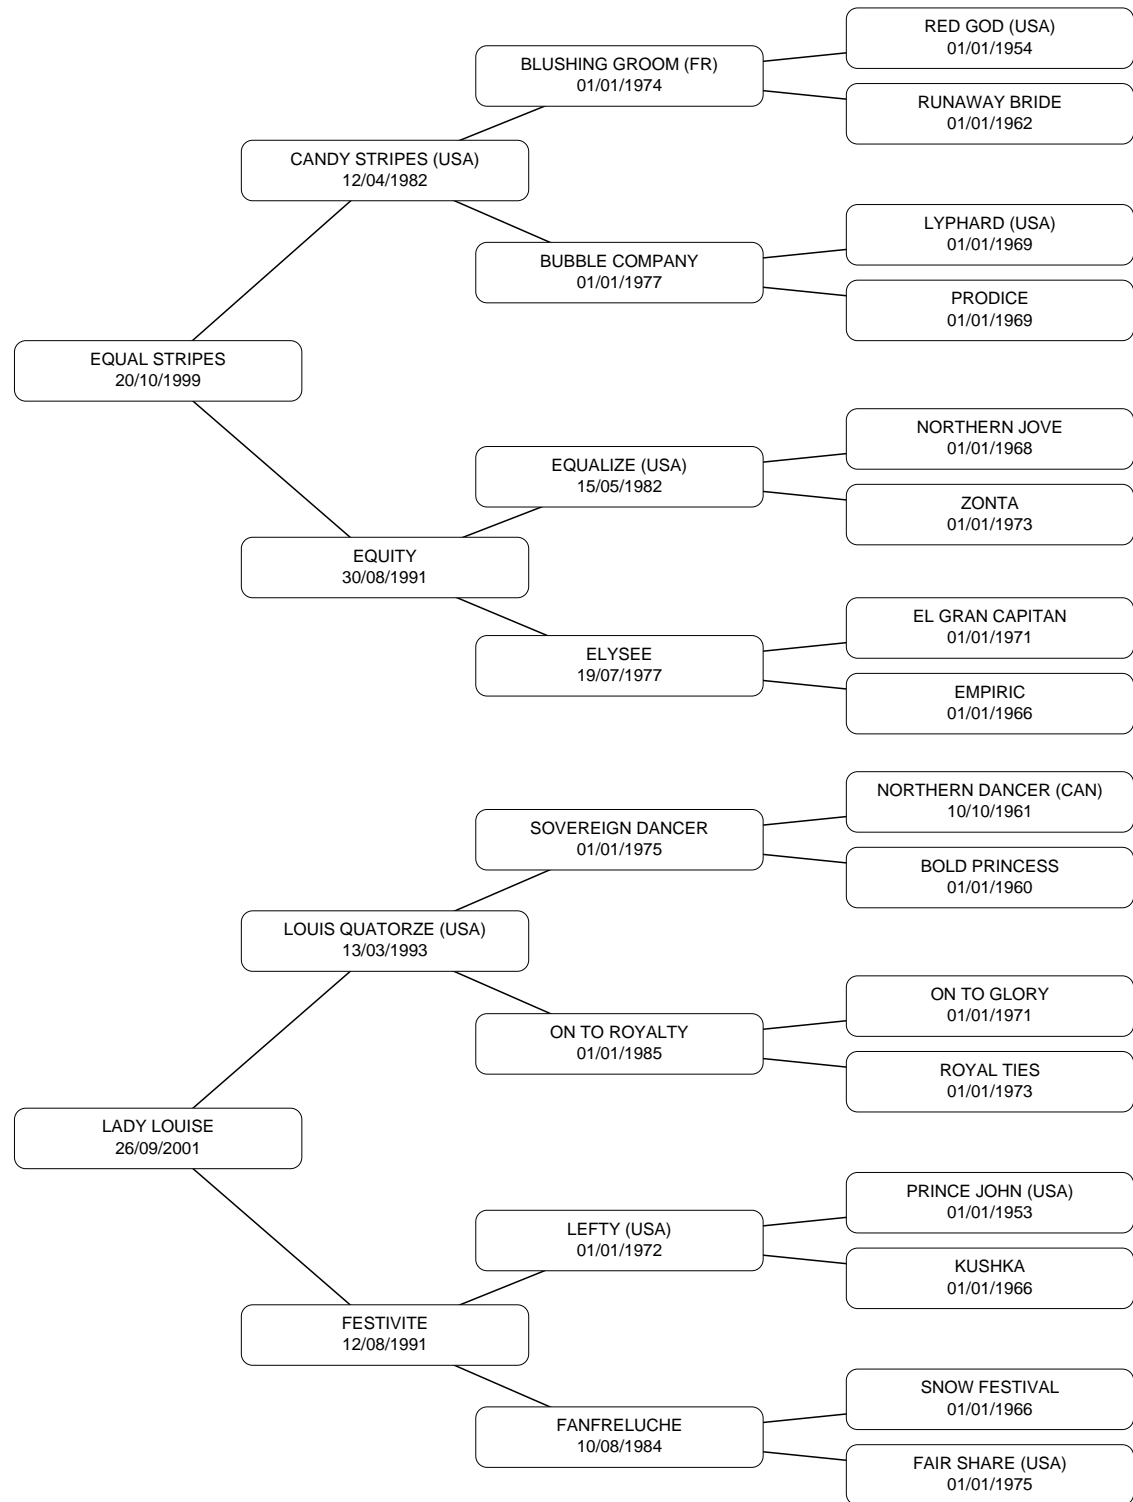 RED GOD (USA)
01/01/1954
BLUSHING GROOM (FR)
01/01/1974
RUNAWAY BRIDE
01/01/1962
CANDY STRIPES (USA)
12/04/1982
LYPHARD (USA)
01/01/1969
BUBBLE COMPANY
01/01/1977
PRODICE
01/01/1969
EQUAL STRIPES
20/10/1999
NORTHERN JOVE
01/01/1968
EQUALIZE (USA)
15/05/1982
ZONTA
01/01/1973
EQUITY
30/08/1991
EL GRAN CAPITAN
01/01/1971
ELYSEE
19/07/1977
EMPIRIC
01/01/1966
NORTHERN DANCER (CAN)
10/10/1961
SOVEREIGN DANCER
01/01/1975
BOLD PRINCESS
01/01/1960
LOUIS QUATORZE (USA)
13/03/1993
ON TO GLORY
01/01/1971
ON TO ROYALTY
01/01/1985
ROYAL TIES
01/01/1973
LADY LOUISE
26/09/2001
PRINCE JOHN (USA)
01/01/1953
LEFTY (USA)
01/01/1972
KUSHKA
01/01/1966
FESTIVITE
12/08/1991
SNOW FESTIVAL
01/01/1966
FANFRELUCHE
10/08/1984
FAIR SHARE (USA)
01/01/1975